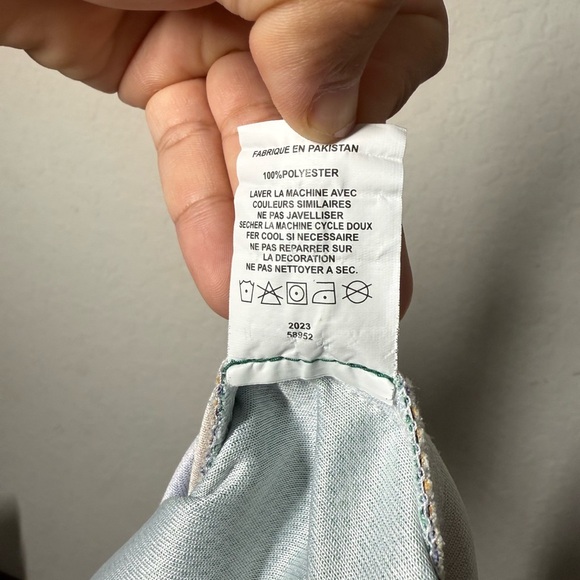 FABRIQUE EN PAKISTAN
100%POLYESTER
LAVER LA MACHINE AVEC
COULEURS SIMILAIRES
NE PAS JAVELLISER
SECHER LA MACHINE CYCLE DOUX
FER COOL SI NECESSAIRE
NE PAS REPARRER SUR
LA DECORATION
NE PAS NETTOYER A SEC.
2023
58952